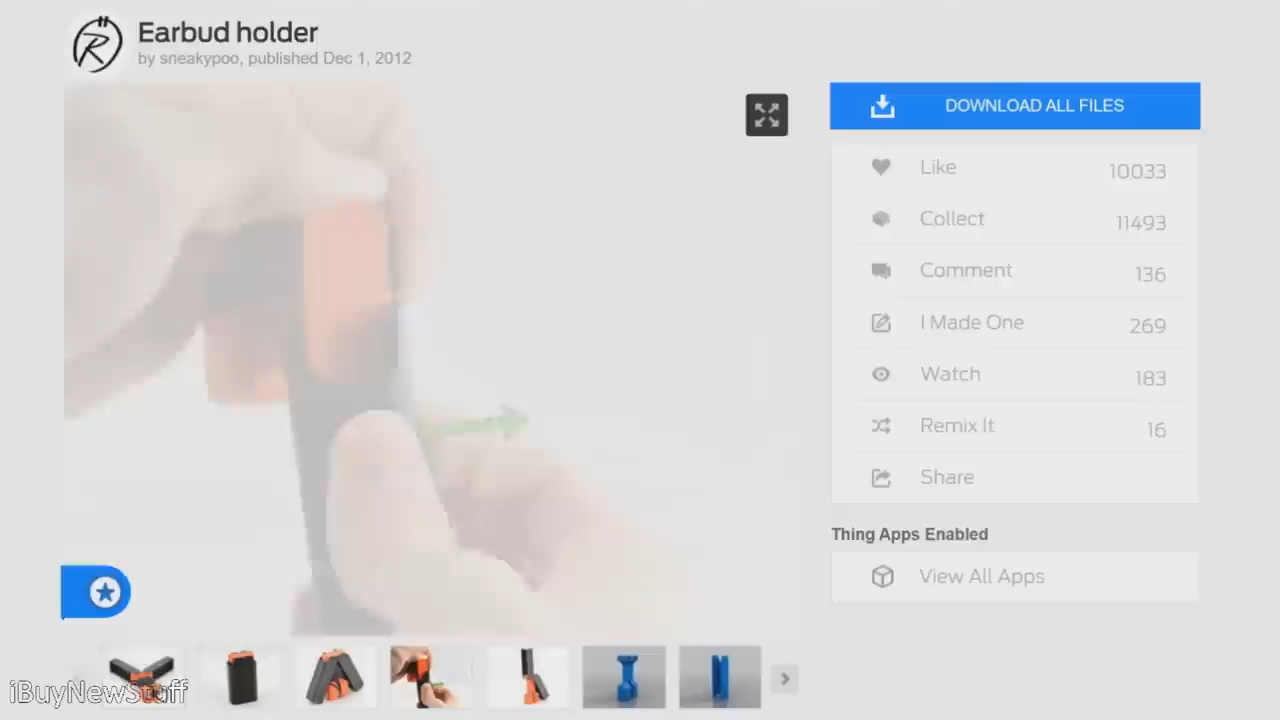 Earbud holder
by sneakypoo, published Dec 1, 2012
DOWNLOAD ALL FILES
Like 10033
Collect 11493
Comment 136
I Made One 269
Watch 183
Remix It 16
Share
Thing Apps Enabled
View All Apps
iBuyNewStuff